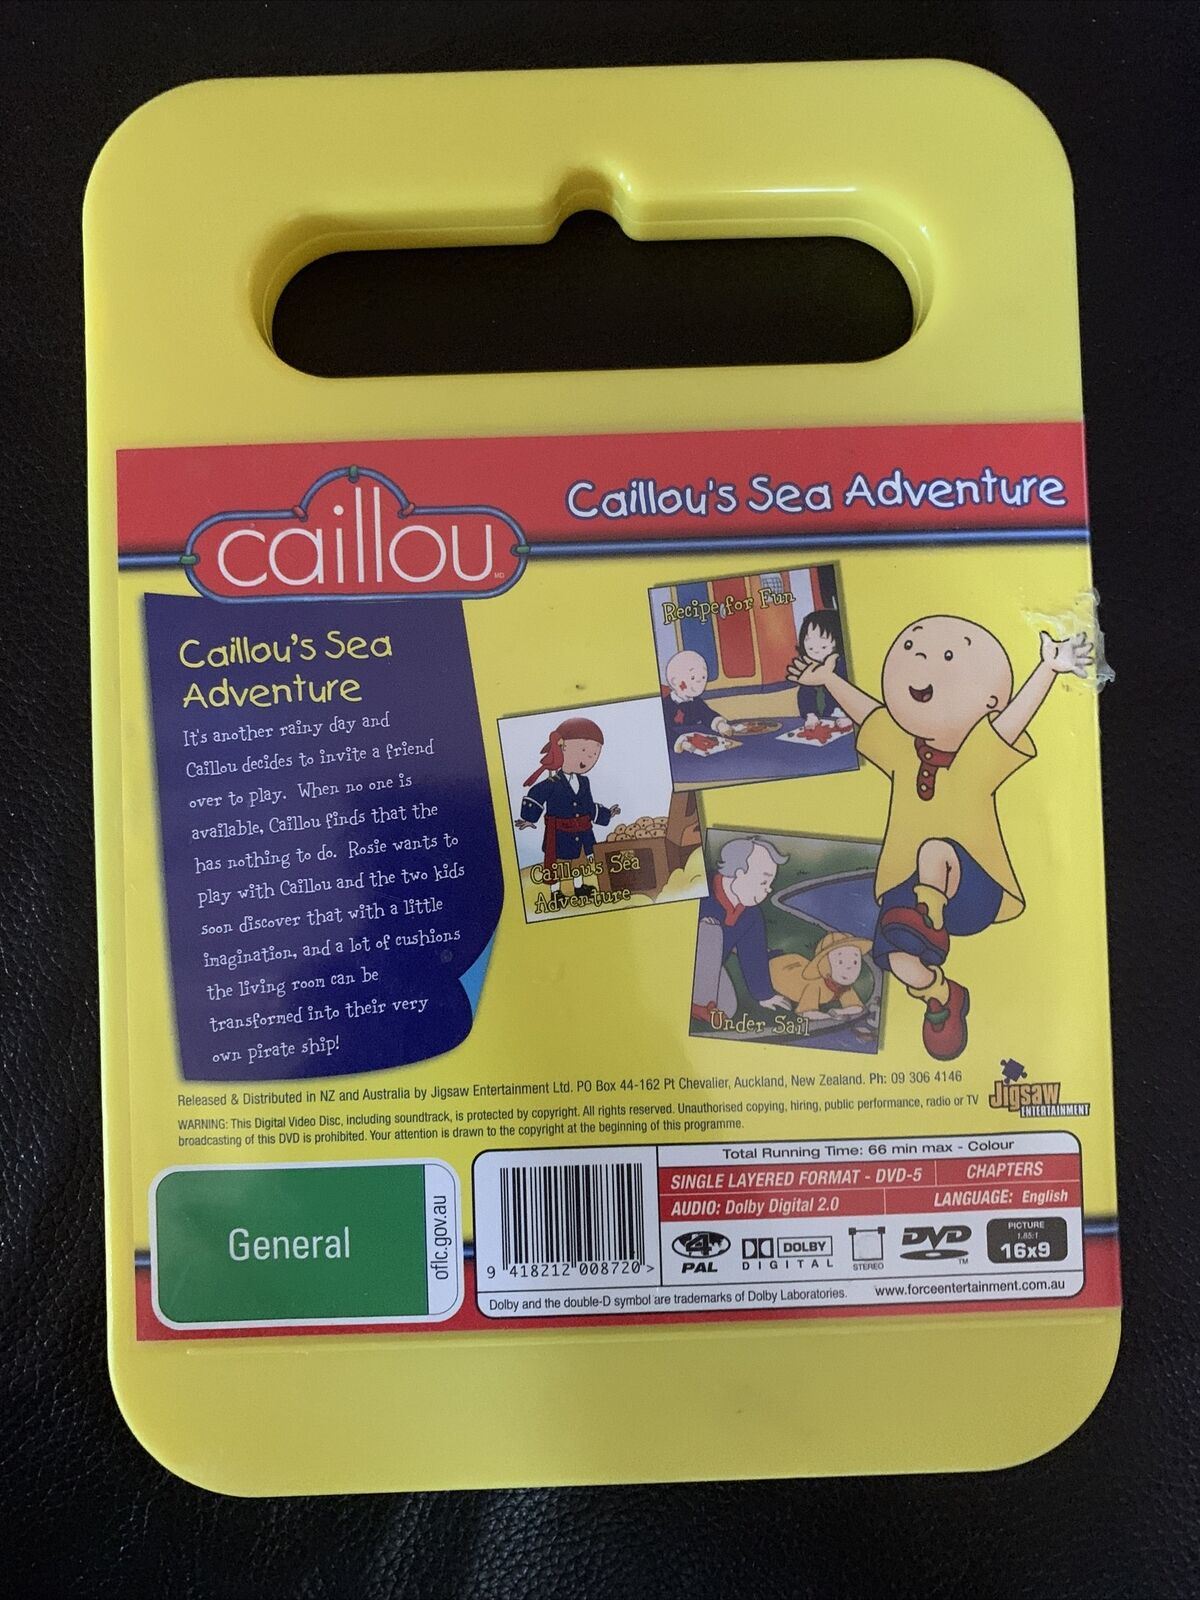 Caillou's Sea Adventure
caillou
MD
Caillou's Sea
Adventure
It's another rainy day and
Caillou decides to invite a friend
over to play. When no one is
available, Caillou finds that the
has nothing to do. Rosie wants to
play with Caillou and the two kids
soon discover that with a little
imagination, and a lot of cushions
the living room can be
transformed into their very
own pirate ship!
Recipe for Fun
Caillou's Sea
Adventure
Under Sail
Released & Distributed in NZ and Australia by Jigsaw Entertainment Ltd. PO Box 44-162 Pt Chevalier, Auckland, New Zealand. Ph: 09 306 4146
WARNING: This Digital Video Disc, including soundtrack, is protected by copyright. All rights reserved. Unauthorised copying, hiring, public performance, radio or TV
broadcasting of this DVD is prohibited. Your attention is drawn to the copyright at the beginning of this programme.
Jigsaw
ENTERTAINMENT
General
oflc.gov.au
9 418212 008720 >
Total Running Time: 66 min max - Colour
SINGLE LAYERED FORMAT - DVD-5
CHAPTERS
AUDIO: Dolby Digital 2.0
LANGUAGE: English
4
PAL
DOLBY
DIGITAL
STEREO
DVD
TM
PICTURE
1.85:1
16x9
Dolby and the double-D symbol are trademarks of Dolby Laboratories.
www.forceentertainment.com.au